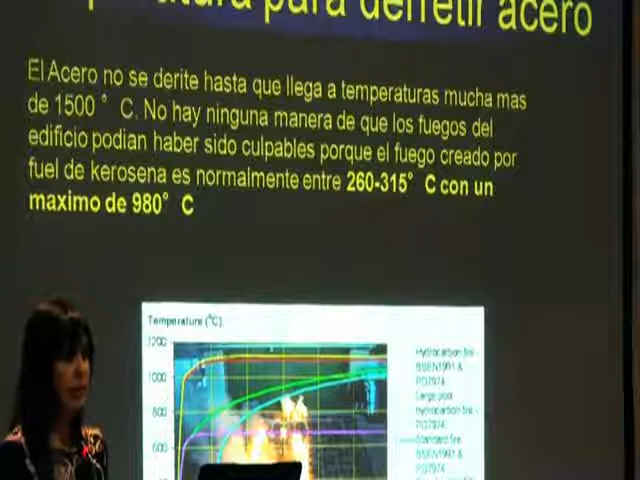 para derretir acero
El Acero no se derite hasta que llega a temperaturas mucha mas
de 1500 ° C. No hay ninguna manera de que los fuegos del
edificio podian haber sido culpables porque el fuego creado por
fuel de kerosena es normalmente entre 260-315° C con un
maximo de 980° C
Temperature (°C)
1200
1000
800
600
Hydrocarbon fire -
BSEN1991 &
PD7974
Large pool
hydrocarbon fire -
PD7974
Standard fire
BSEN1991 &
PD7974